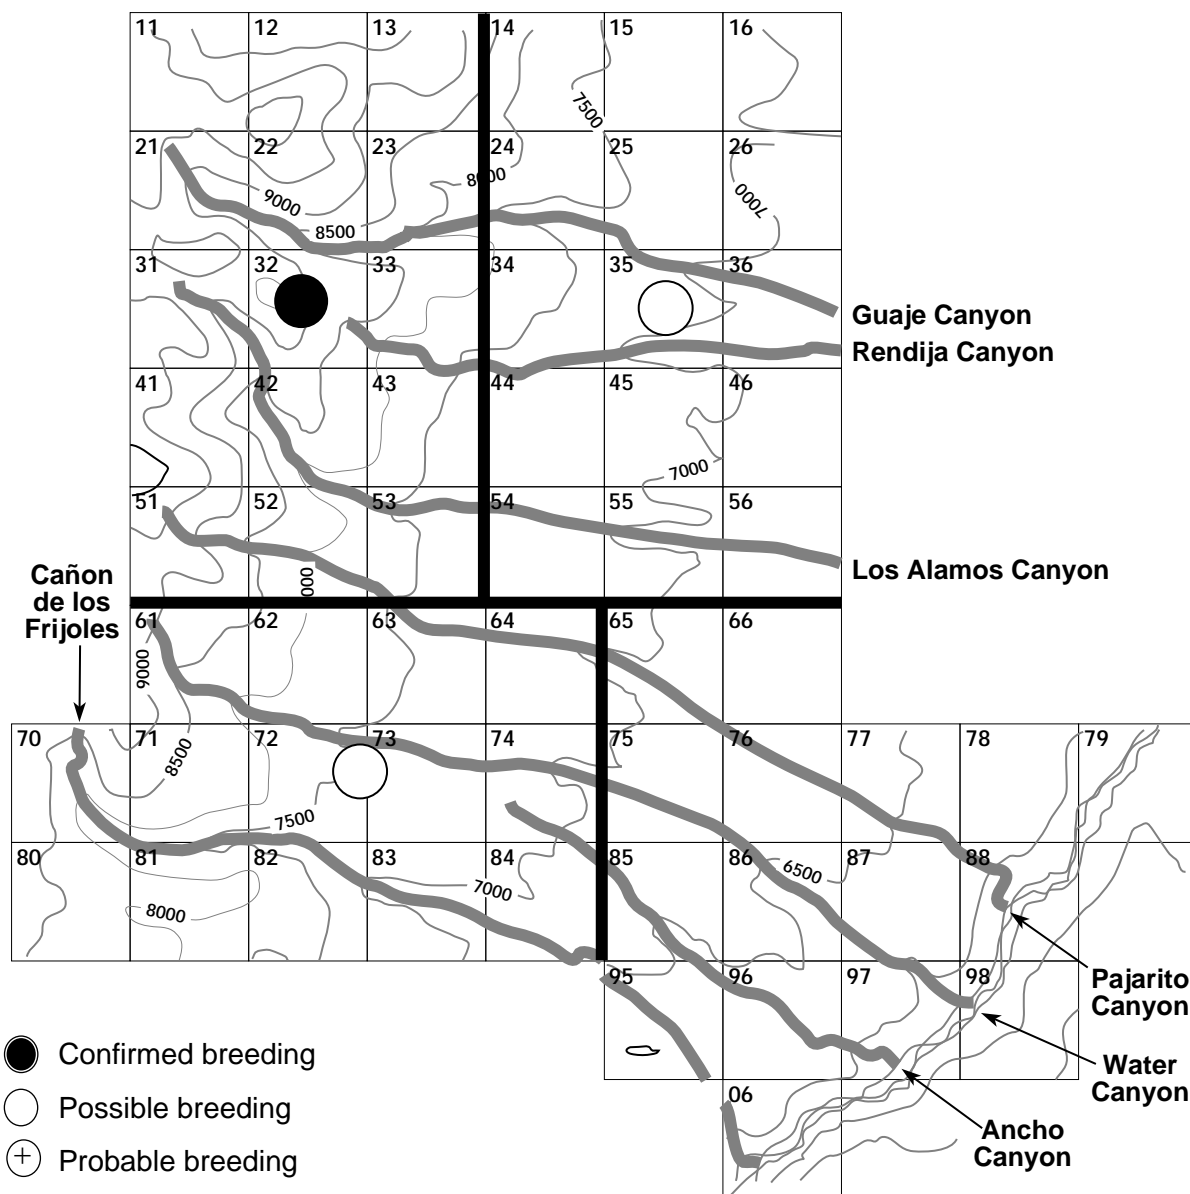 11 12 13 14 15 16
7500
21 22 23 24 25 26
8000
9000
7000
8500
31 32 33 34 35 36
Guaje Canyon
Rendija Canyon
41 42 43 44 45 46
7000
51 52 53 54 55 56
Los Alamos Canyon
Cañon
de los
Frijoles
000
61 62 63 64 65 66
9000
70 71 72 73 74 75 76 77 78 79
8500
7500
80 81 82 83 84 85 86 87 88
6500
7000
8000
95 96 97 98
Pajarito
Canyon
Water
Canyon
06
Ancho
Canyon
Confirmed breeding
Possible breeding
Probable breeding